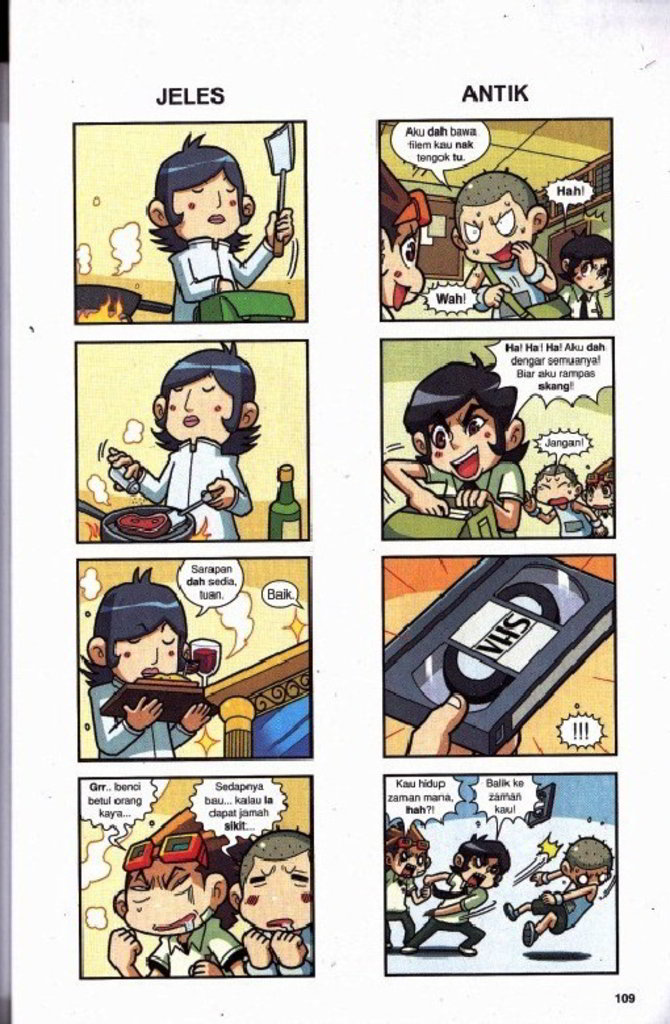 JELES
Sarapan
dah sedia,
tuan.
Baik.
Grr.. benci
betul orang
kaya...
Sedapnya
bau... kalau la
dapat jamah
sikit...
ANTIK
Aku dah bawa
filem kau nak
tengok tu.
Hah!
Wah!
Ha! Ha! Ha! Aku dah
dengar semuanya!
Biar aku rampas
skang!
Jangan!
VHS
!!!
Kau hidup
zaman mana,
hah?!
Balik ke
zaman
kau!
109